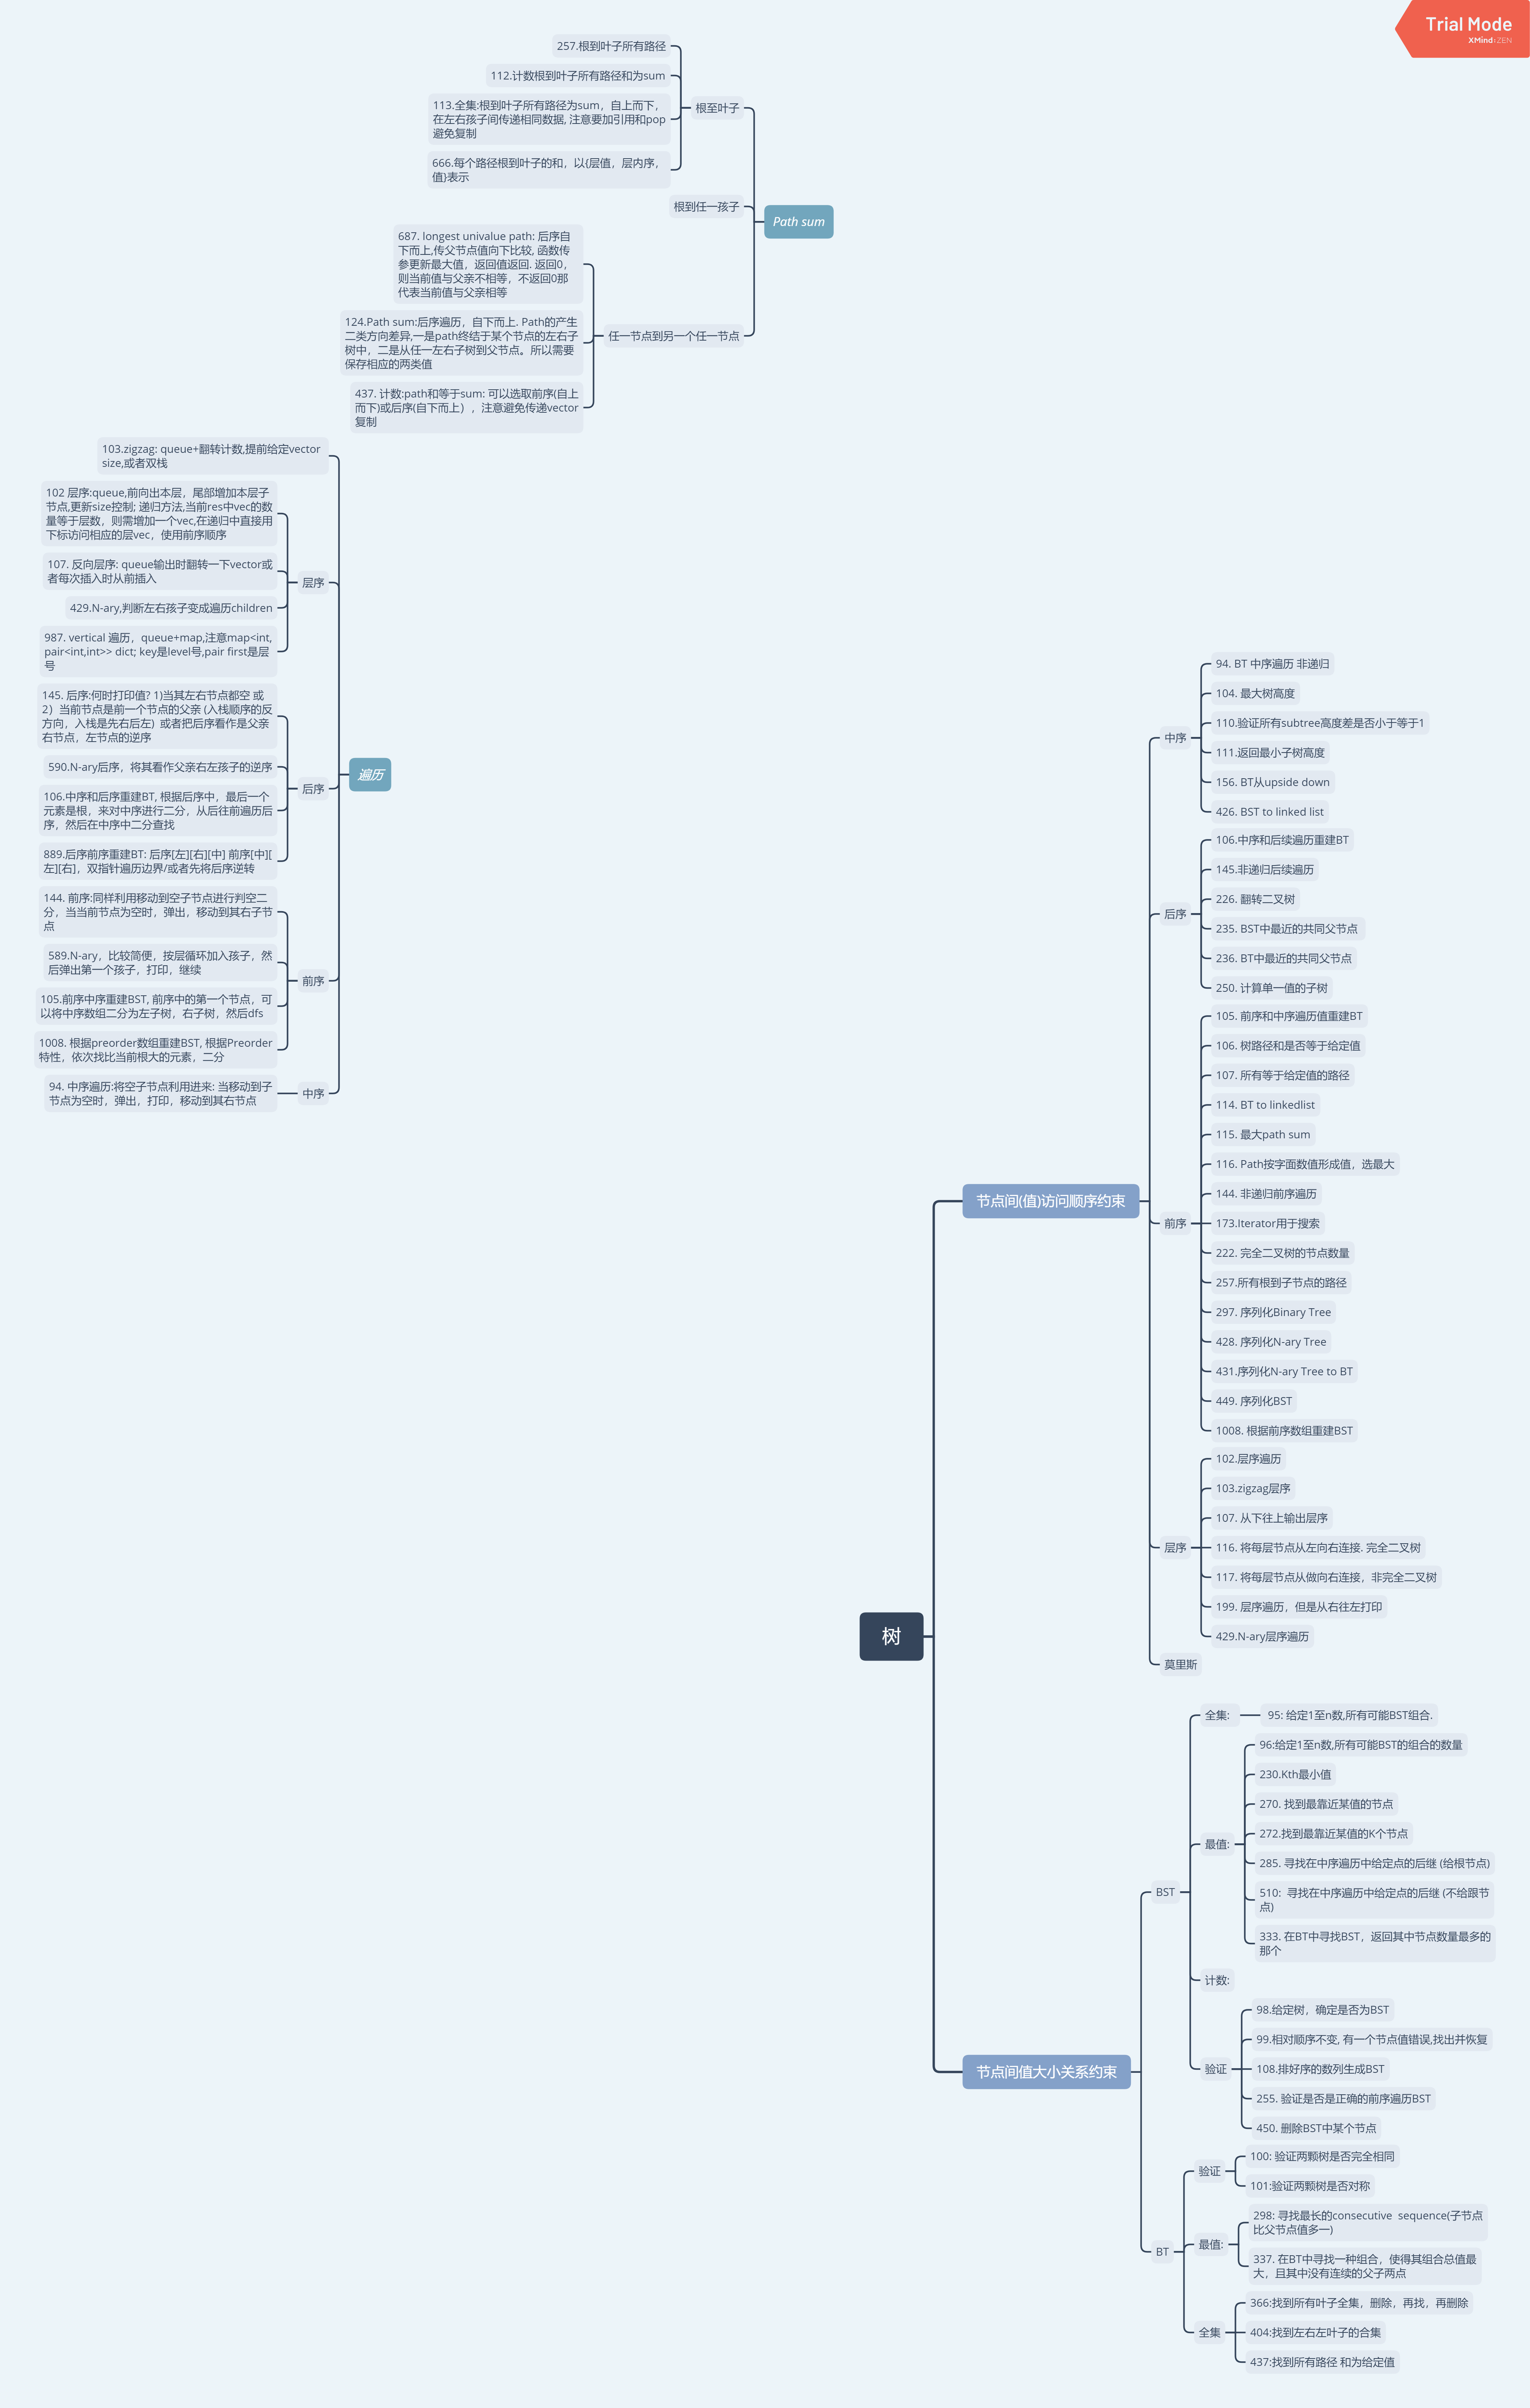 Trial Mode
XMind:ZEN
257.根到叶子所有路径
112.计数根到叶子所有路径和为sum
113.全集:根到叶子所有路径为sum，自上而下，
在左右孩子间传递相同数据, 注意要加引用和pop
避免复制
666.每个路径根到叶子的和，以{层值，层内序，
值}表示
根至叶子
根到任一孩子
Path sum
687. longest univalue path: 后序自
下而上,传父节点值向下比较, 函数传
参更新最大值，返回值返回. 返回0，
则当前值与父亲不相等，不返回0那
代表当前值与父亲相等
124.Path sum:后序遍历，自下而上. Path的产生
二类方向差异,一是path终结于某个节点的左右子
树中，二是从任一左右子树到父节点。所以需要
保存相应的两类值
437. 计数:path和等于sum: 可以选取前序(自上
而下)或后序(自下而上），注意避免传递vector
复制
任一节点到另一个任一节点
103.zigzag: queue+翻转计数,提前给定vector
size,或者双栈
102 层序:queue,前向出本层，尾部增加本层子
节点,更新size控制; 递归方法,当前res中vec的数
量等于层数，则需增加一个vec,在递归中直接用
下标访问相应的层vec，使用前序顺序
107. 反向层序: queue输出时翻转一下vector或
者每次插入时从前插入
429.N-ary,判断左右孩子变成遍历children
987. vertical 遍历，queue+map,注意map<int,
pair<int,int>> dict; key是level号,pair first是层
号
层序
145. 后序:何时打印值? 1)当其左右节点都空 或
2）当前节点是前一个节点的父亲 (入栈顺序的反
方向，入栈是先右后左)  或者把后序看作是父亲
右节点，左节点的逆序
590.N-ary后序，将其看作父亲右左孩子的逆序
106.中序和后序重建BT, 根据后序中，最后一个
元素是根，来对中序进行二分，从后往前遍历后
序，然后在中序中二分查找
889.后序前序重建BT: 后序[左][右][中] 前序[中][
左][右]，双指针遍历边界/或者先将后序逆转
后序
遍历
144. 前序:同样利用移动到空子节点进行判空二
分，当当前节点为空时，弹出，移动到其右子节
点
589.N-ary，比较简便，按层循环加入孩子，然
后弹出第一个孩子，打印，继续
105.前序中序重建BST, 前序中的第一个节点，可
以将中序数组二分为左子树，右子树，然后dfs
1008. 根据preorder数组重建BST, 根据Preorder
特性，依次找比当前根大的元素，二分
前序
94. 中序遍历:将空子节点利用进来: 当移动到子
节点为空时，弹出，打印，移动到其右节点
中序
树
节点间(值)访问顺序约束
中序
94. BT 中序遍历 非递归
104. 最大树高度
110.验证所有subtree高度差是否小于等于1
111.返回最小子树高度
156. BT从upside down
426. BST to linked list
后序
106.中序和后续遍历重建BT
145.非递归后续遍历
226. 翻转二叉树
235. BST中最近的共同父节点
236. BT中最近的共同父节点
250. 计算单一值的子树
前序
105. 前序和中序遍历值重建BT
106. 树路径和是否等于给定值
107. 所有等于给定值的路径
114. BT to linkedlist
115. 最大path sum
116. Path按字面数值形成值，选最大
144. 非递归前序遍历
173.Iterator用于搜索
222. 完全二叉树的节点数量
257.所有根到子节点的路径
297. 序列化Binary Tree
428. 序列化N-ary Tree
431.序列化N-ary Tree to BT
449. 序列化BST
1008. 根据前序数组重建BST
层序
102.层序遍历
103.zigzag层序
107. 从下往上输出层序
116. 将每层节点从左向右连接. 完全二叉树
117. 将每层节点从做向右连接，非完全二叉树
199. 层序遍历，但是从右往左打印
429.N-ary层序遍历
莫里斯
节点间值大小关系约束
BST
全集:
95: 给定1至n数,所有可能BST组合.
最值:
96:给定1至n数,所有可能BST的组合的数量
230.Kth最小值
270. 找到最靠近某值的节点
272.找到最靠近某值的K个节点
285. 寻找在中序遍历中给定点的后继 (给根节点)
510:  寻找在中序遍历中给定点的后继 (不给跟节
点)
333. 在BT中寻找BST，返回其中节点数量最多的
那个
计数:
验证
98.给定树，确定是否为BST
99.相对顺序不变, 有一个节点值错误,找出并恢复
108.排好序的数列生成BST
255. 验证是否是正确的前序遍历BST
450. 删除BST中某个节点
BT
验证
100: 验证两颗树是否完全相同
101:验证两颗树是否对称
最值:
298: 寻找最长的consecutive  sequence(子节点
比父节点值多一)
337. 在BT中寻找一种组合，使得其组合总值最
大，且其中没有连续的父子两点
全集
366:找到所有叶子全集，删除，再找，再删除
404:找到左右左叶子的合集
437:找到所有路径 和为给定值